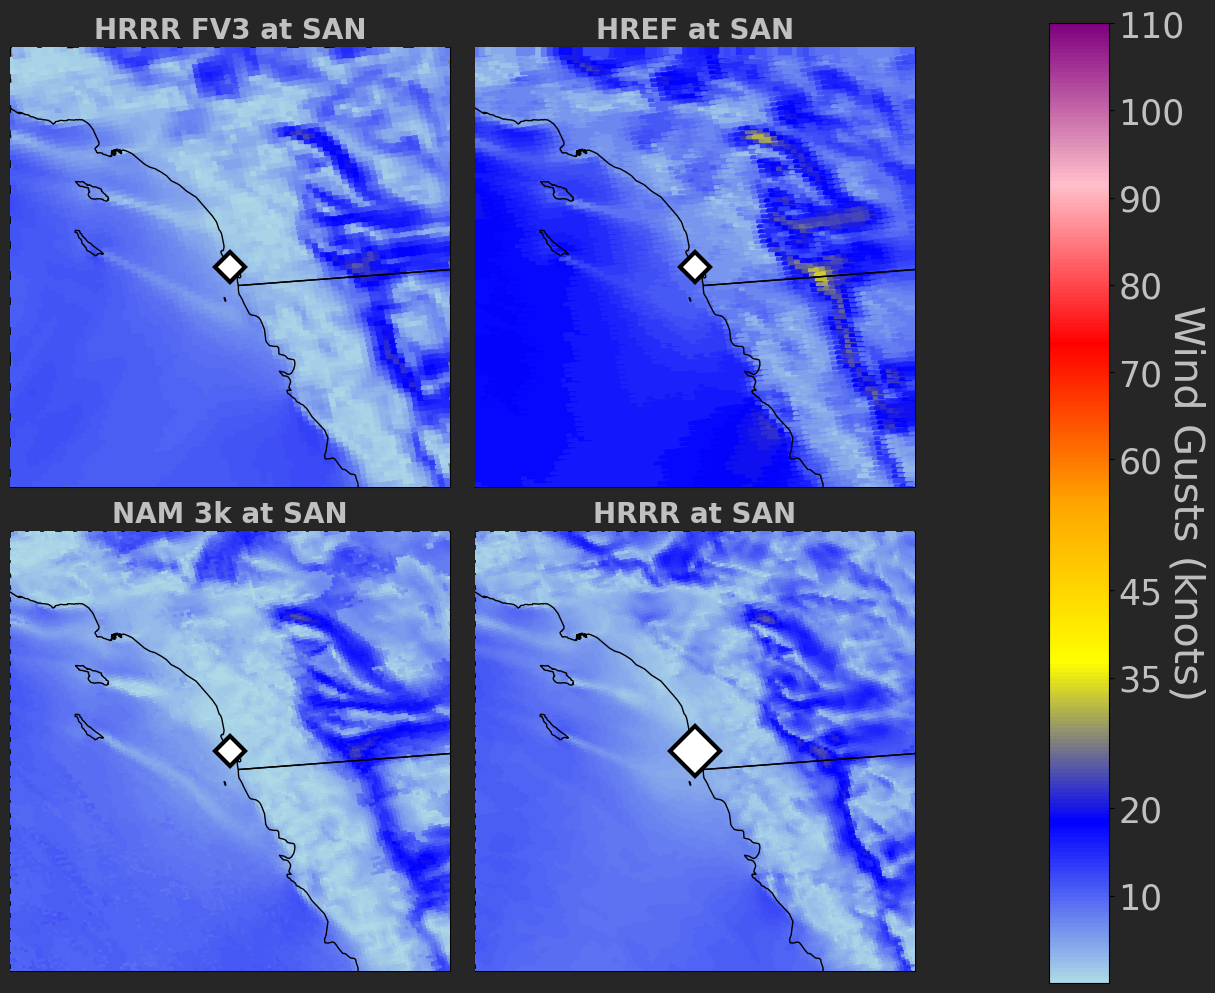 HRRR FV3 at SAN
HREF at SAN
NAM 3k at SAN
HRRR at SAN
110
100
90
80
70
60
45
35
20
10
Wind Gusts (knots)